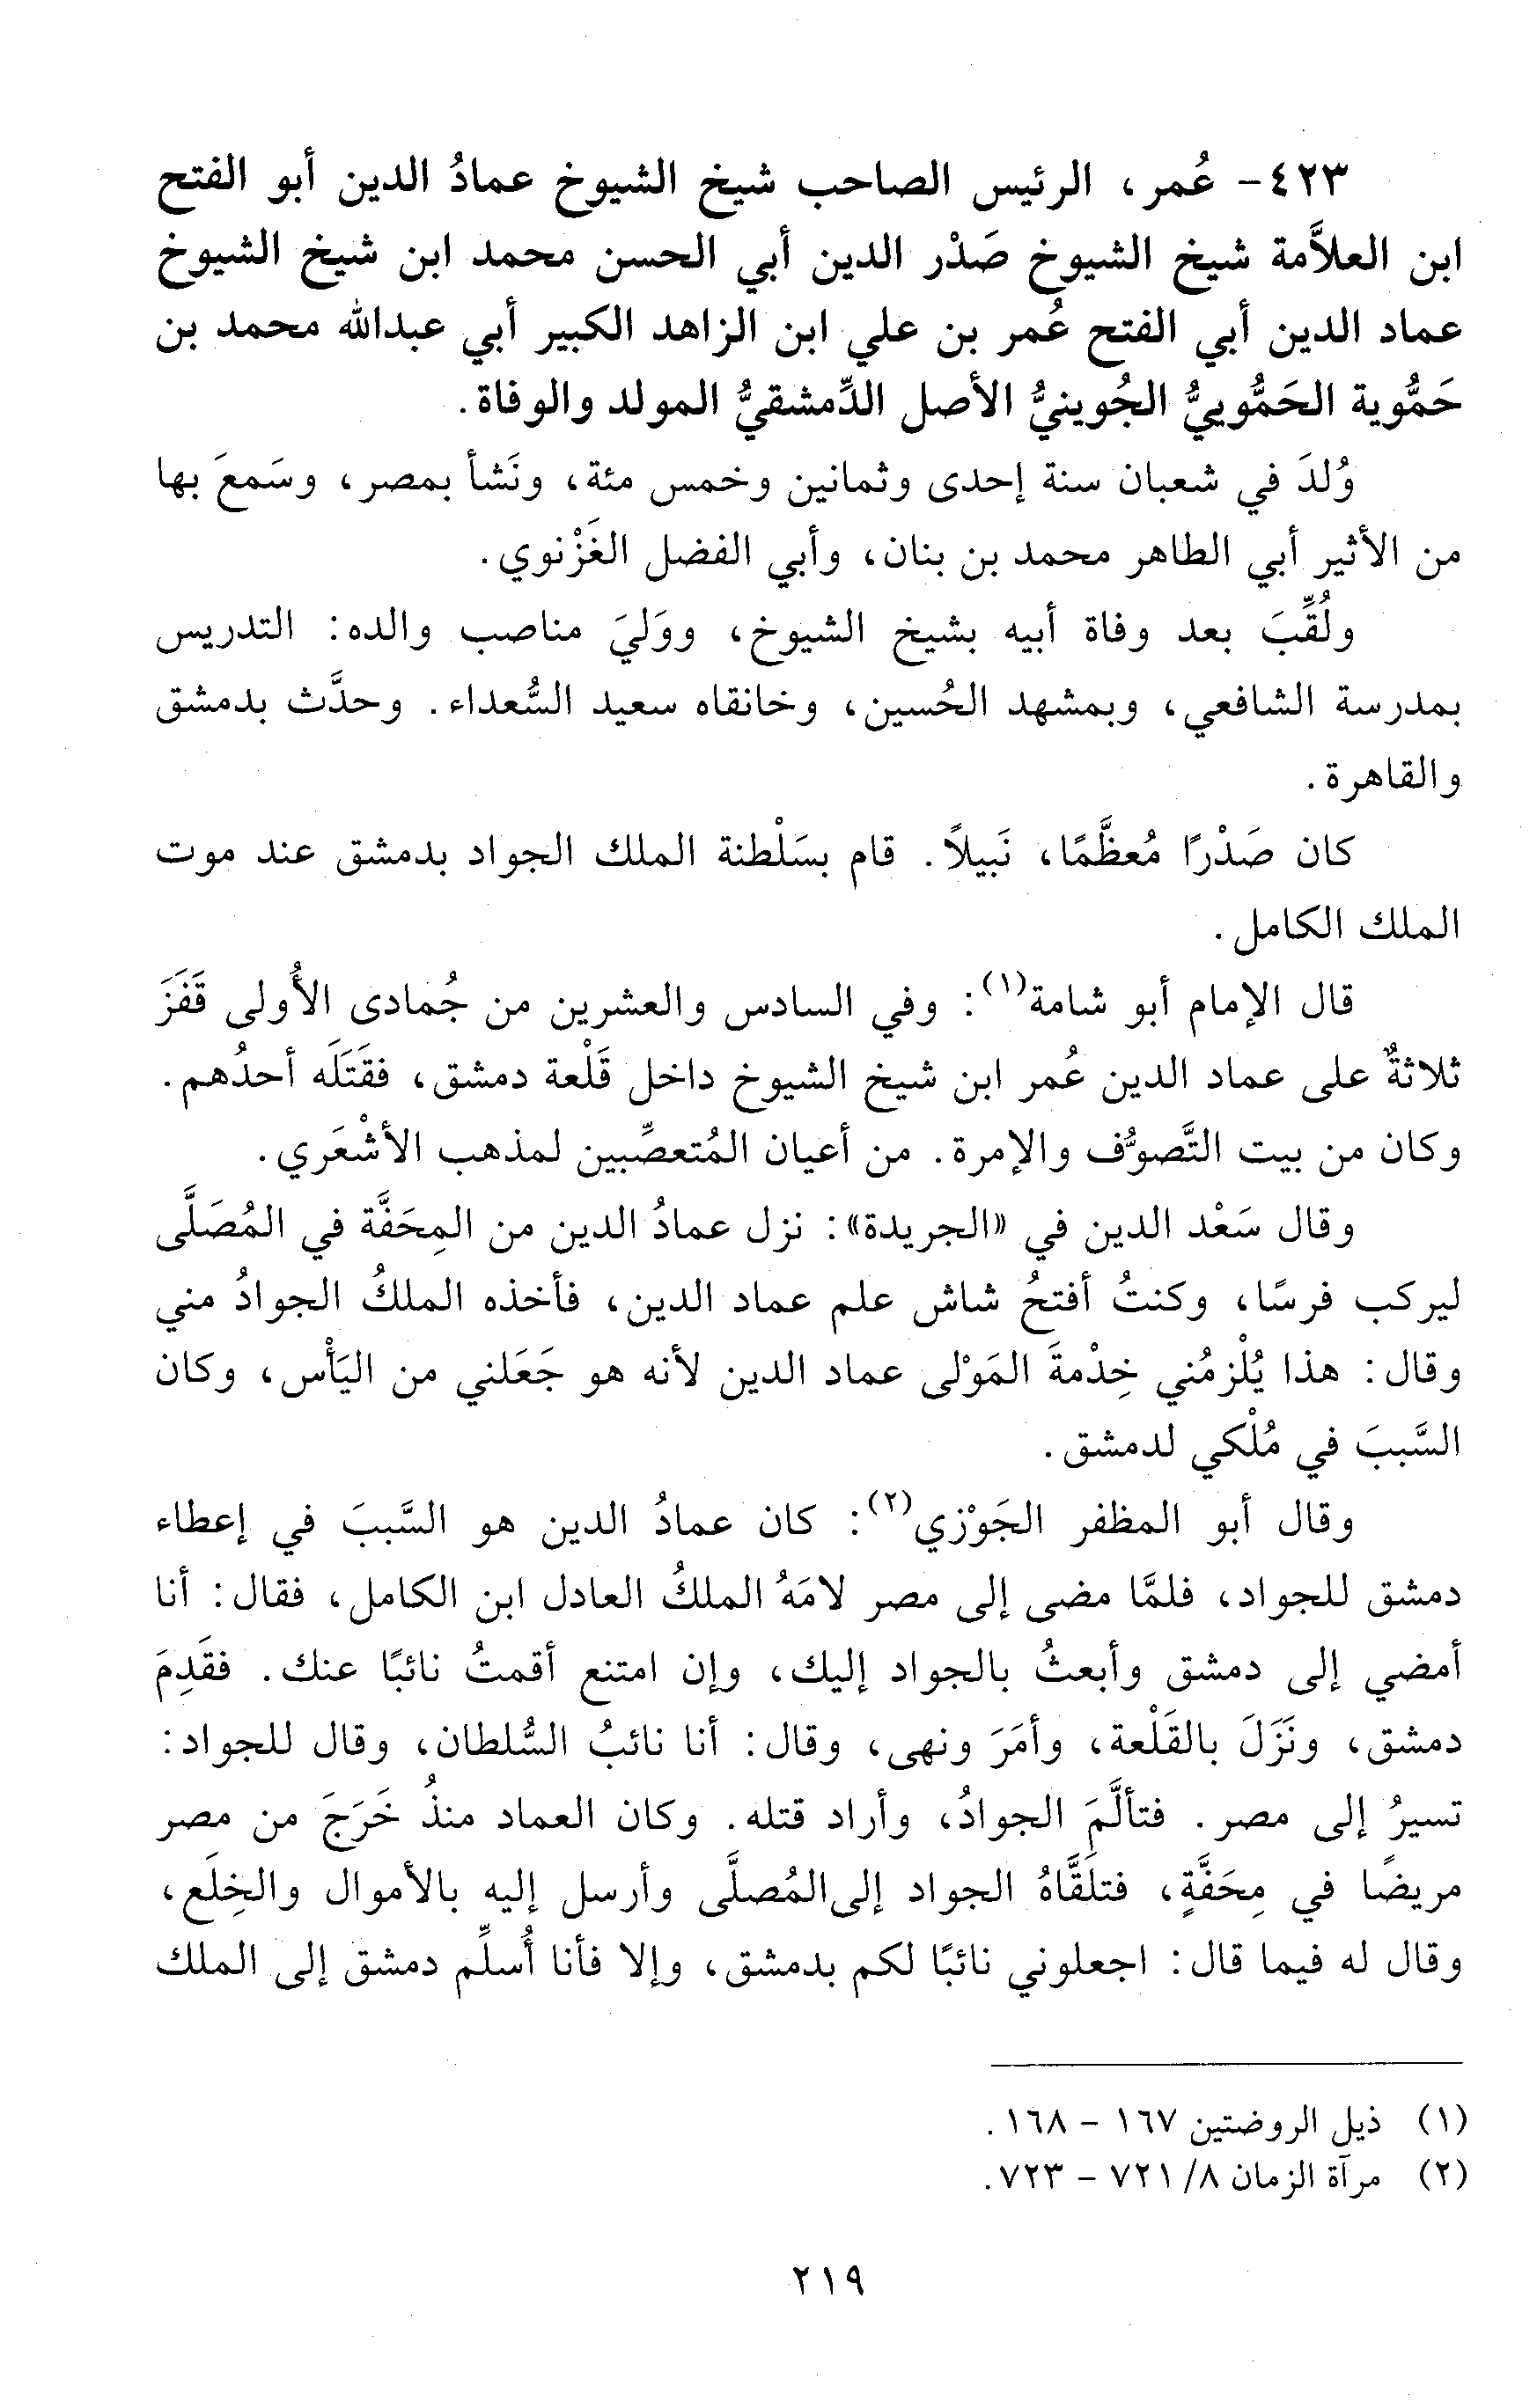 ٤٢٣- عُمر، الرئيس الصاحب شيخ الشيوخ عمادُ الدين أبو الفتح
ابن العلاَّمة شيخ الشيوخ صَدْر الدين أبي الحسن محمد ابن شيخ الشيوخ
عماد الدين أبي الفتح عُمر بن علي ابن الزاهد الكبير أبي عبدالله محمد بن
حَمُّوية الحَمُّوييُّ الجُوينيُّ الأصل الدِّمشقيُّ المولد والوفاة.
وُلدَ في شعبان سنة إحدى وثمانين وخمس مئة، ونَشأ بمصر، وسَمعَ بها
من الأثير أبي الطاهر محمد بن بنان، وأبي الفضل الغَزْنوي.
ولُقِّبَ بعد وفاة أبيه بشيخ الشيوخ، ووَليَ مناصب والده: التدريس
بمدرسة الشافعي، وبمشهد الحُسين، وخانقاه سعيد السُّعداء. وحدَّث بدمشق
والقاهرة.
كان صَدْرًا مُعظَّمًا، نَبيلاً. قام بسَلْطنة الملك الجواد بدمشق عند موت
الملك الكامل.
قال الإمام أبو شامة(١): وفي السادس والعشرين من جُمادى الأُولى قَفَزَ
ثلاثةٌ على عماد الدين عُمر ابن شيخ الشيوخ داخل قَلْعة دمشق، فقَتَلَه أحدُهم.
وكان من بيت التَّصوُّف والإمرة. من أعيان المُتعصِّبين لمذهب الأشْعَري.
وقال سَعْد الدين في «الجريدة»: نزل عمادُ الدين من المِحَفَّة في المُصَلَّى
ليركب فرسًا، وكنتُ أفتحُ شاش علم عماد الدين، فأخذه الملكُ الجوادُ مني
وقال: هذا يُلْزمُني خِدْمةَ المَوْلى عماد الدين لأنه هو جَعَلني من اليَأْس، وكان
السَّببَ في مُلْكي لدمشق.
وقال أبو المظفر الجَوْزي(٢): كان عمادُ الدين هو السَّببَ في إعطاء
دمشق للجواد، فلمَّا مضى إلى مصر لامَهُ الملكُ العادل ابن الكامل، فقال: أنا
أمضي إلى دمشق وأبعثُ بالجواد إليك، وإن امتنع أقمتُ نائبًا عنك. فقَدِمَ
دمشق، ونَزَلَ بالقَلْعة، وأمَرَ ونهى، وقال: أنا نائبُ السُّلطان، وقال للجواد:
تسيرُ إلى مصر. فتألَّمَ الجوادُ، وأراد قتله. وكان العماد منذُ خَرَجَ من مصر
مريضًا في مِحَفَّةٍ، فتلَقَّاهُ الجواد إلى المُصلَّى وأرسل إليه بالأموال والخِلَع،
وقال له فيما قال: اجعلوني نائبًا لكم بدمشق، وإلا فأنا أُسلِّم دمشق إلى الملك
(١) ذيل الروضتين ١٦٧ - ١٦٨.
(٢) مرآة الزمان ٨/ ٧٢١ - ٧٢٣.
٢١٩